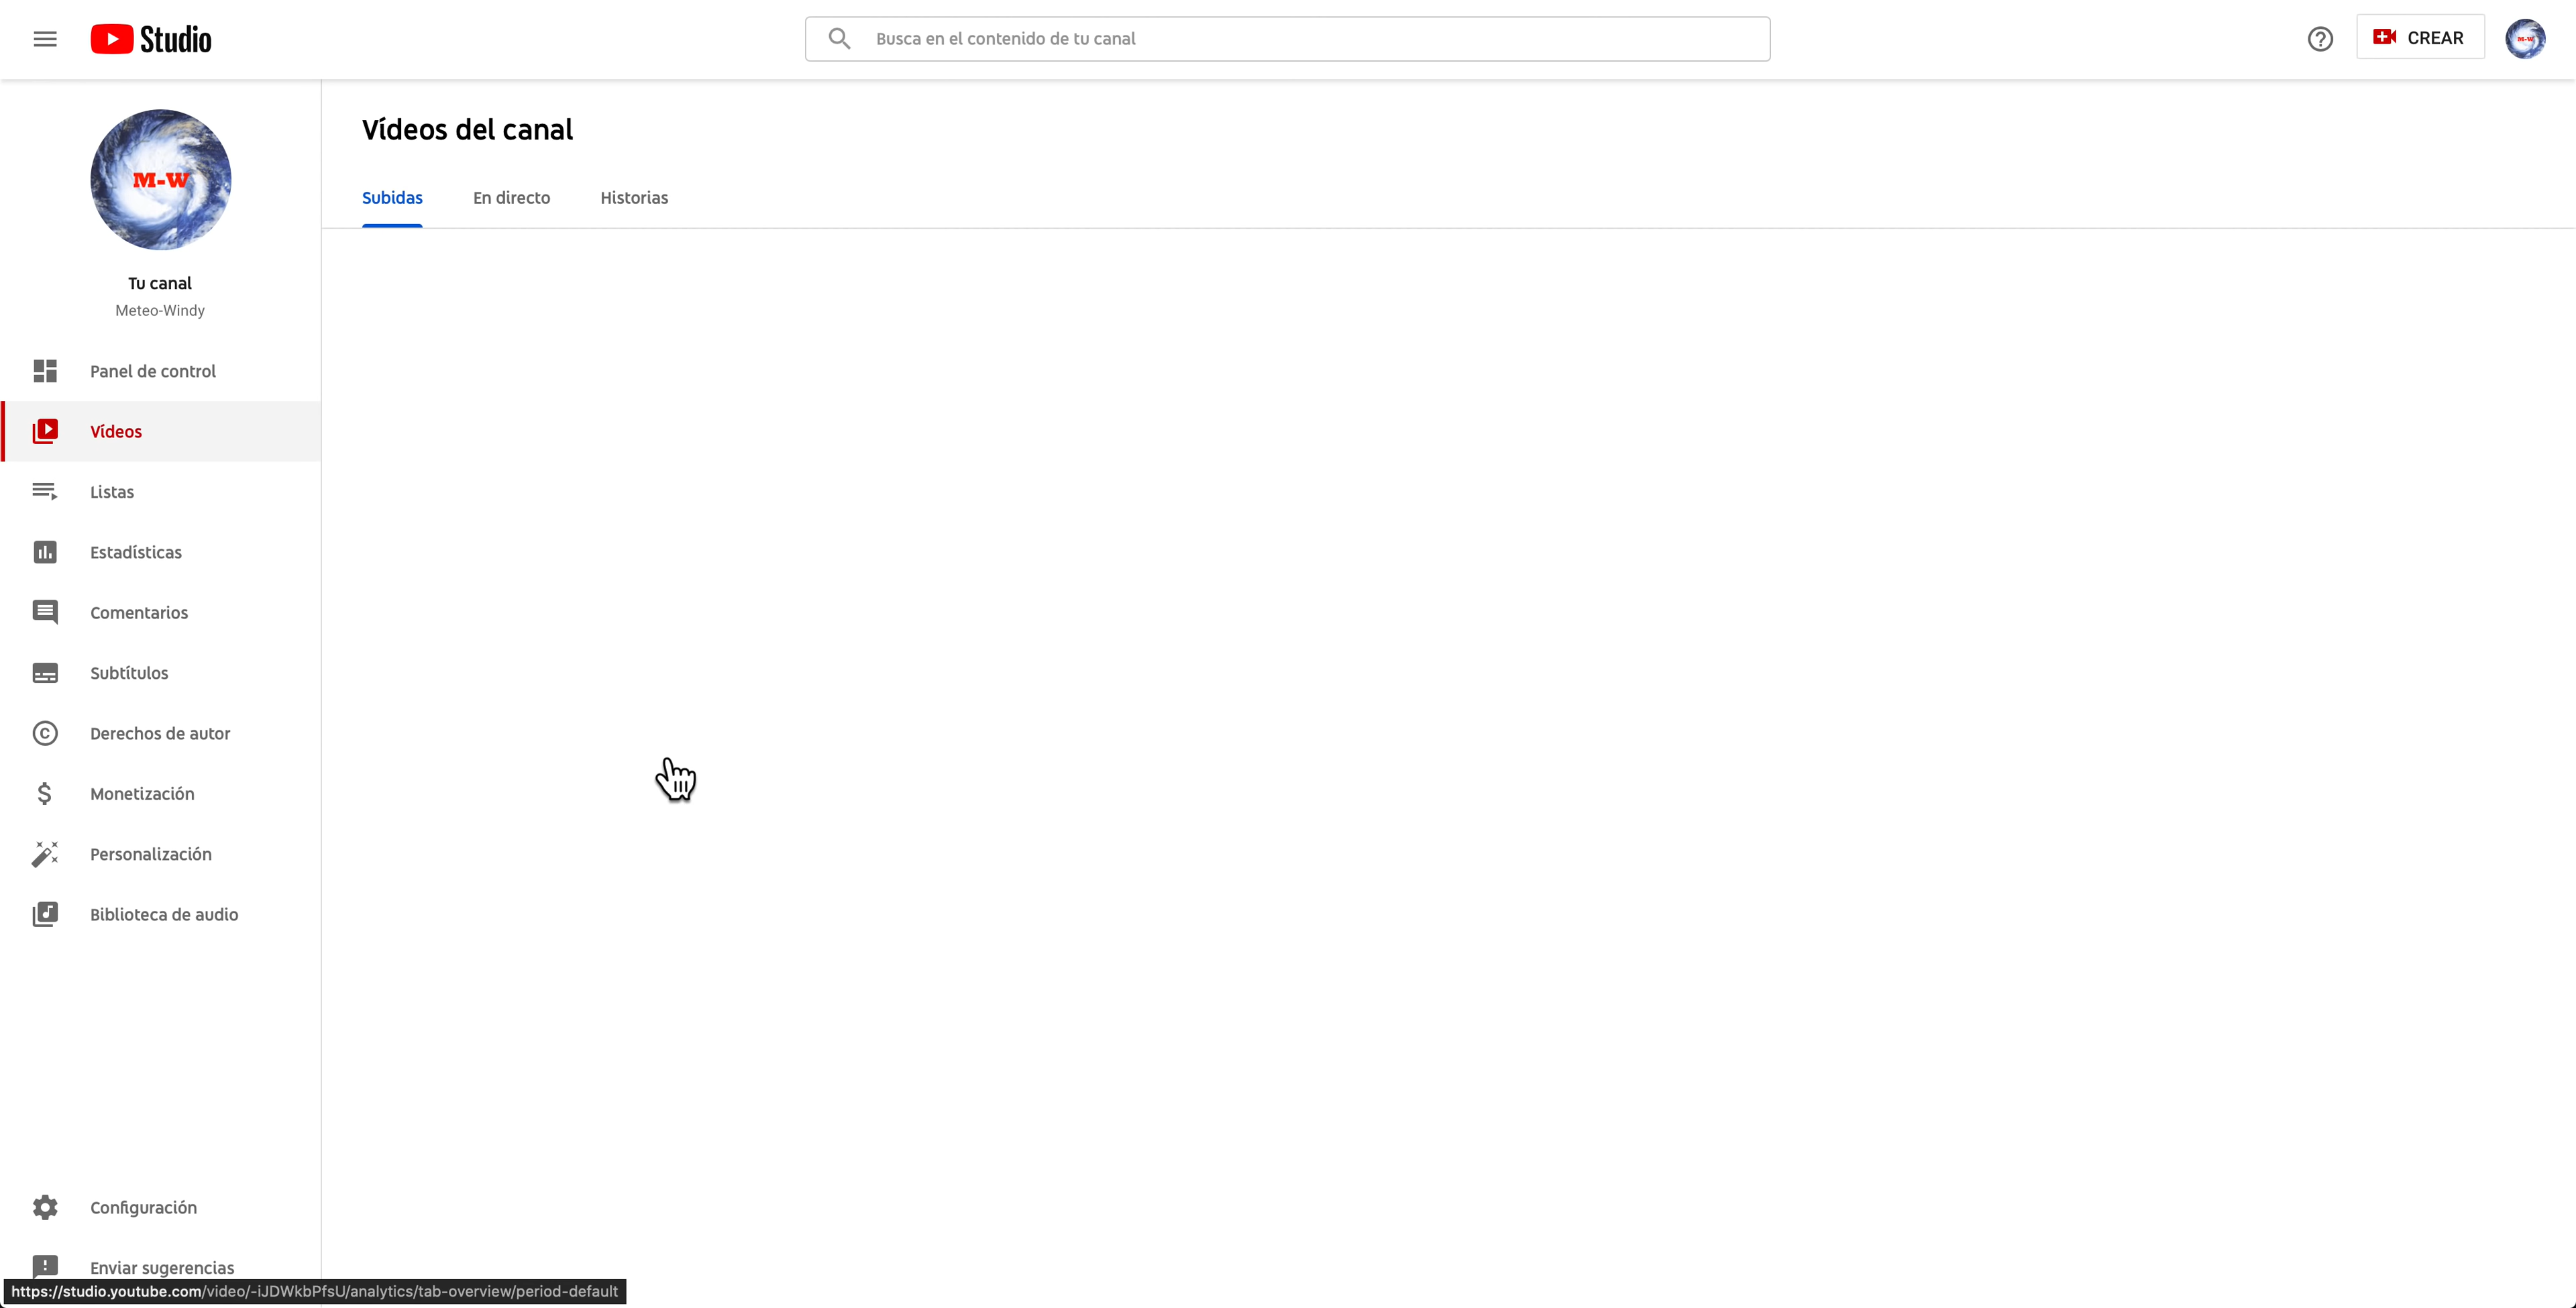 Studio
Busca en el contenido de tu canal
CREAR
M-W
M-W
Tu canal
Meteo-Windy
Panel de control
Vídeos
Listas
Estadísticas
Comentarios
Subtítulos
Derechos de autor
Monetización
Personalización
Biblioteca de audio
Configuración
Enviar sugerencias
Vídeos del canal
Subidas En directo Historias
https://studio.youtube.com/video/-iJDWkbPfsU/analytics/tab-overview/period-default